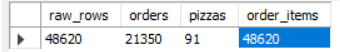 raw_rows orders pizzas order_items
48620 21350 91 48620